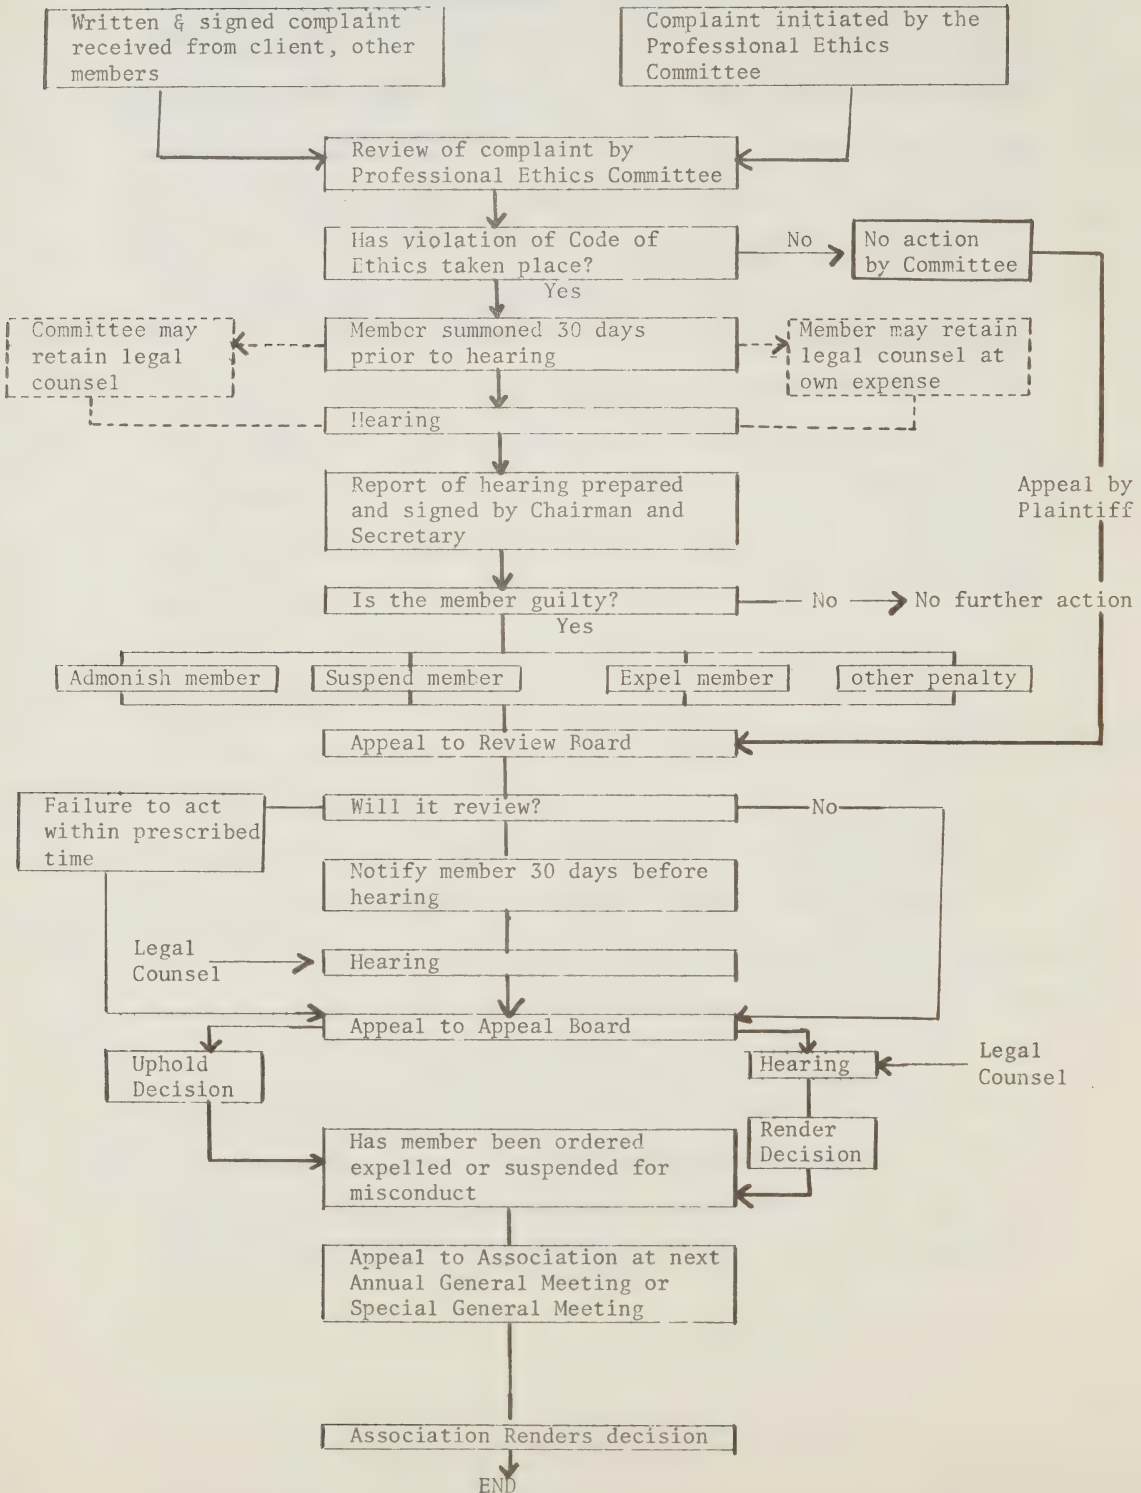 Written & signed complaint
received from client, other
members
Complaint initiated by the
Professional Ethics
Committee
Review of complaint by
Professional Ethics Committee
Has violation of Code of
Ethics taken place?
No
No action
by Committee
Yes
Committee may
retain legal
counsel
Member summoned 30 days
prior to hearing
Member may retain
legal counsel at
own expense
Hearing
Report of hearing prepared
and signed by Chairman and
Secretary
Appeal by
Plaintiff
Is the member guilty?
No
No further action
Yes
Admonish member
Suspend member
Expel member
other penalty
Appeal to Review Board
Failure to act
within prescribed
time
Will it review?
No
Notify member 30 days before
hearing
Legal
Counsel
Hearing
Appeal to Appeal Board
Uphold
Decision
Hearing
Legal
Counsel
Render
Decision
Has member been ordered
expelled or suspended for
misconduct
Appeal to Association at next
Annual General Meeting or
Special General Meeting
Association Renders decision
END